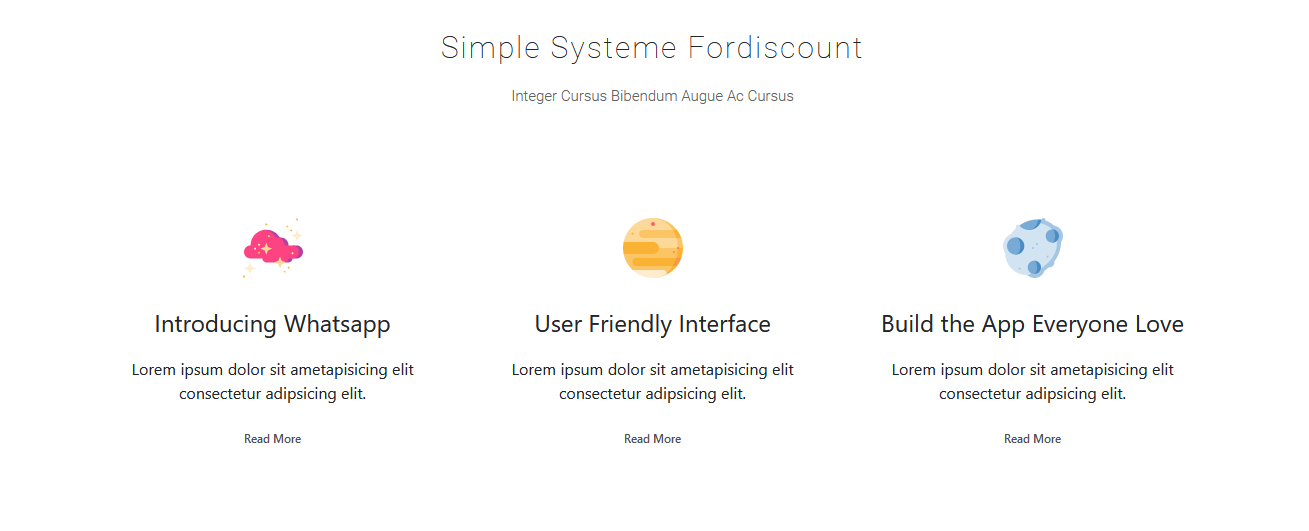 Simple Systeme Fordiscount
Integer Cursus Bibendum Augue Ac Cursus
Introducing Whatsapp
Lorem ipsum dolor sit ametapisicing elit
consectetur adipsicing elit.
Read More
User Friendly Interface
Lorem ipsum dolor sit ametapisicing elit
consectetur adipsicing elit.
Read More
Build the App Everyone Love
Lorem ipsum dolor sit ametapisicing elit
consectetur adipsicing elit.
Read More